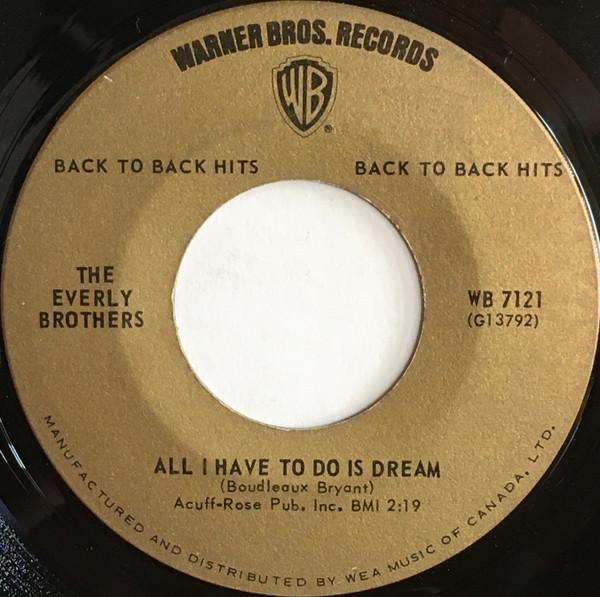 WARNER BROS. RECORDS
WB
®
BACK TO BACK HITS
BACK TO BACK HITS
THE
EVERLY
BROTHERS
WB 7121
(G13792)
ALL I HAVE TO DO IS DREAM
(Boudleaux Bryant)
Acuff-Rose Pub. Inc. BMI 2:19
MANUFACTURED AND DISTRIBUTED BY WEA MUSIC OF CANADA, LTD.